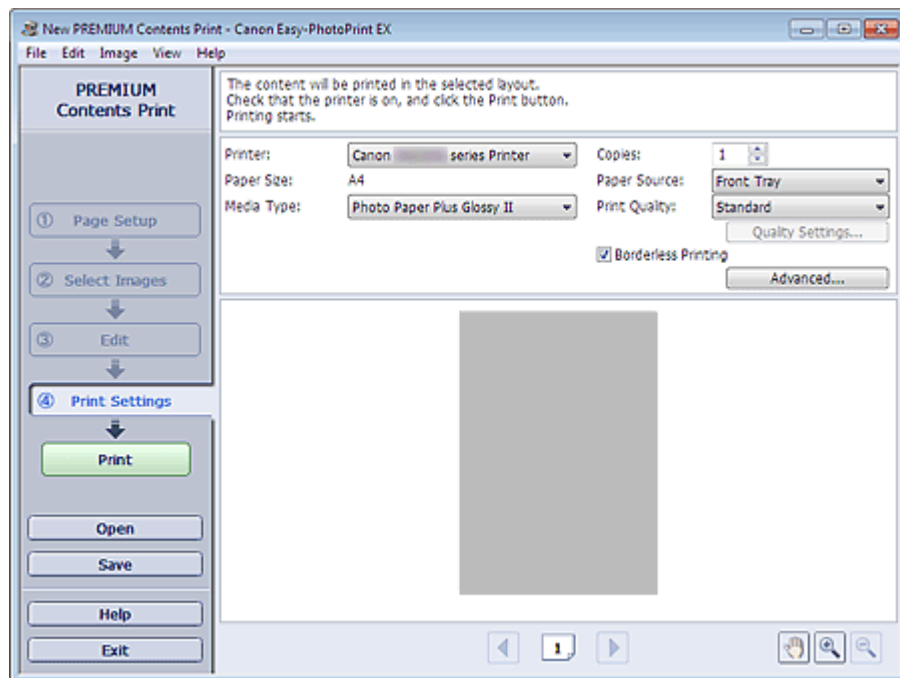 New PREMIUM Contents Print - Canon Easy-PhotoPrint EX
File Edit Image View Help
PREMIUM
Contents Print
① Page Setup
② Select Images
③ Edit
④ Print Settings
Print
Open
Save
Help
Exit
The content will be printed in the selected layout.
Check that the printer is on, and click the Print button.
Printing starts.
Printer: Canon series Printer Copies: 1
Paper Size: A4 Paper Source: Front Tray
Media Type: Photo Paper Plus Glossy II Print Quality: Standard
Quality Settings...
Borderless Printing
Advanced...
1